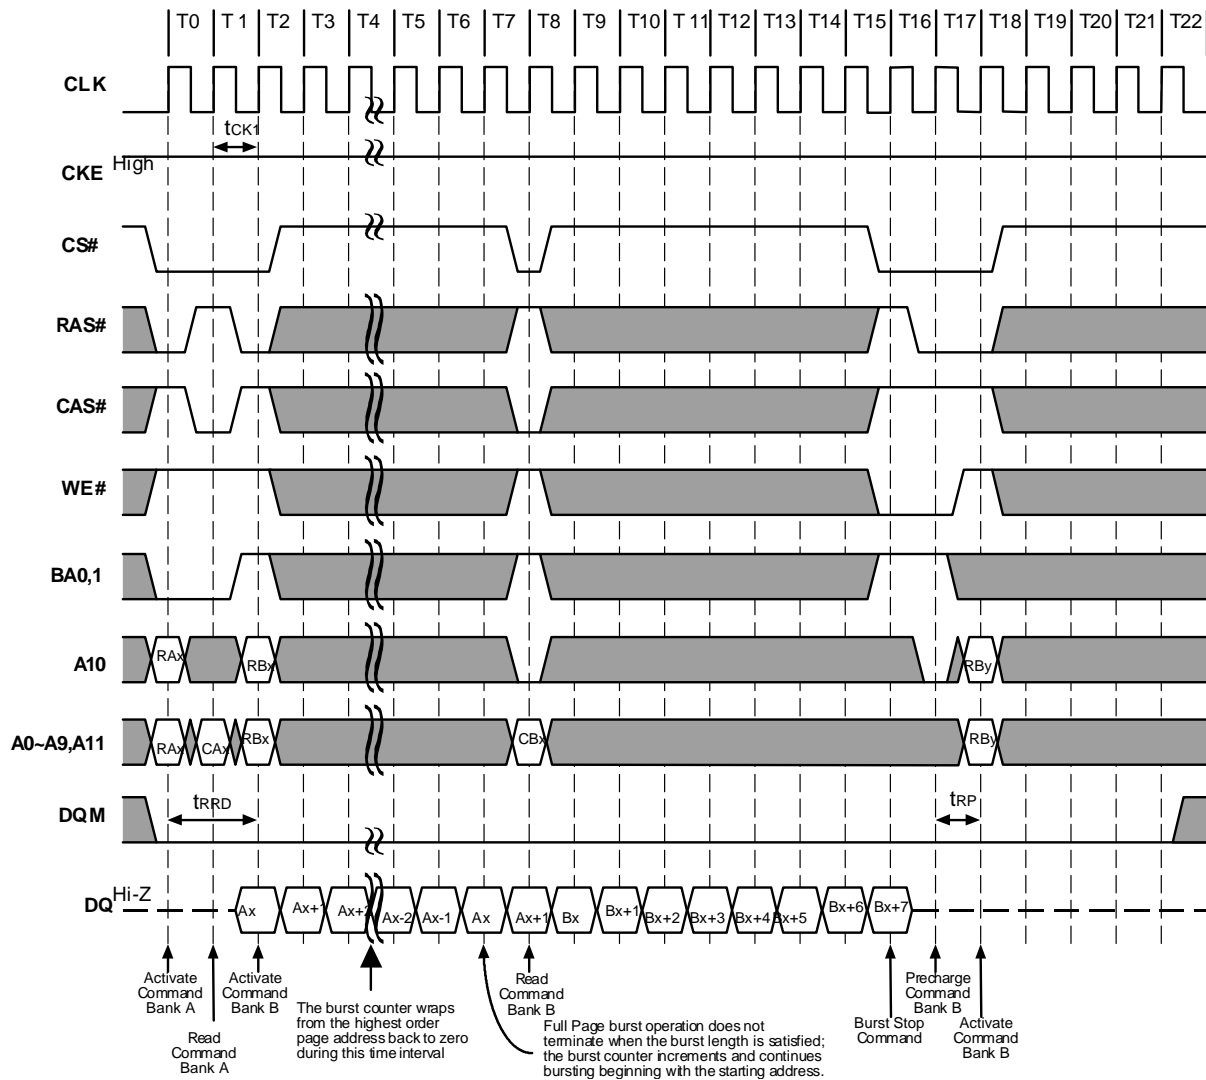 T0 T 1 T2 T3 T4 T5 T6 T7 T8 T9 T10 T 11 T12 T13 T14 T15 T16 T17 T18 T19 T20 T21 T22
CLK
tCK1
High
CKE
CS#
RAS#
CAS#
WE#
BA0,1
A10
RAx RBx RBy
A0~A9,A11
RAx CAx RBx CBx RBy
DQM
tRRD
tRP
Hi-Z
DQ
Ax Ax+1 Ax+2 Ax-2 Ax-1 Ax Ax+1 Bx Bx+1 Bx+2 Bx+3 Bx+4 Bx+5 Bx+6 Bx+7
Activate
Command
Bank A
Read
Command
Bank A
Activate
Command
Bank B
The burst counter wraps
from the highest order
page address back to zero
during this time interval
Read
Command
Bank B
Full Page burst operation does not
terminate when the burst length is satisfied;
the burst counter increments and continues
bursting beginning with the starting address.
Burst Stop
Command
Precharge
Command
Bank B
Activate
Command
Bank B